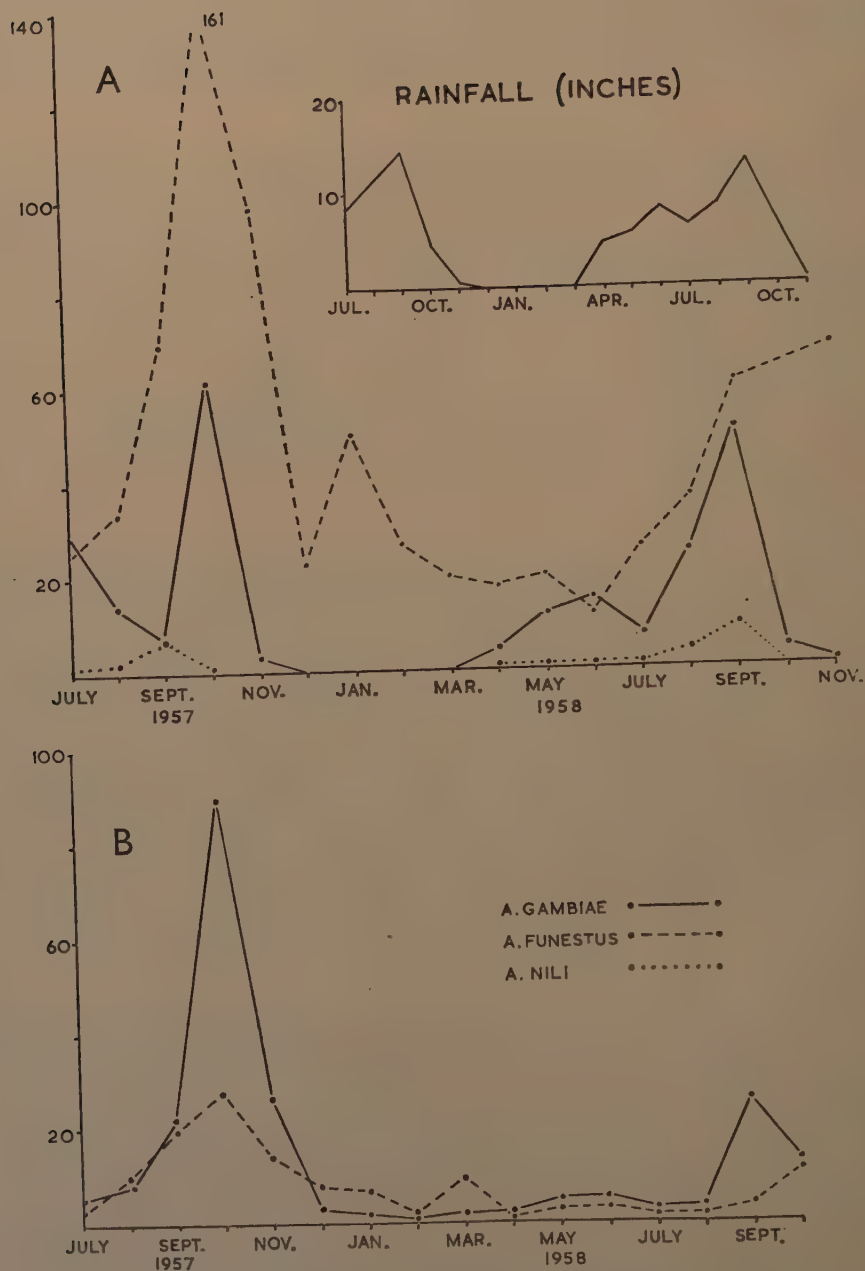 161
140
A
RAINFALL (INCHES)
20
10
JUL. OCT. JAN. APR. JUL. OCT.
100
60
20
JULY SEPT. NOV. JAN. MAR. MAY JULY SEPT. NOV.
1957 1958
100
B
A. GAMBIAE
A. FUNESTUS
A. NILI
60
20
JULY SEPT. NOV. JAN. MAR. MAY JULY SEPT.
1957 1958